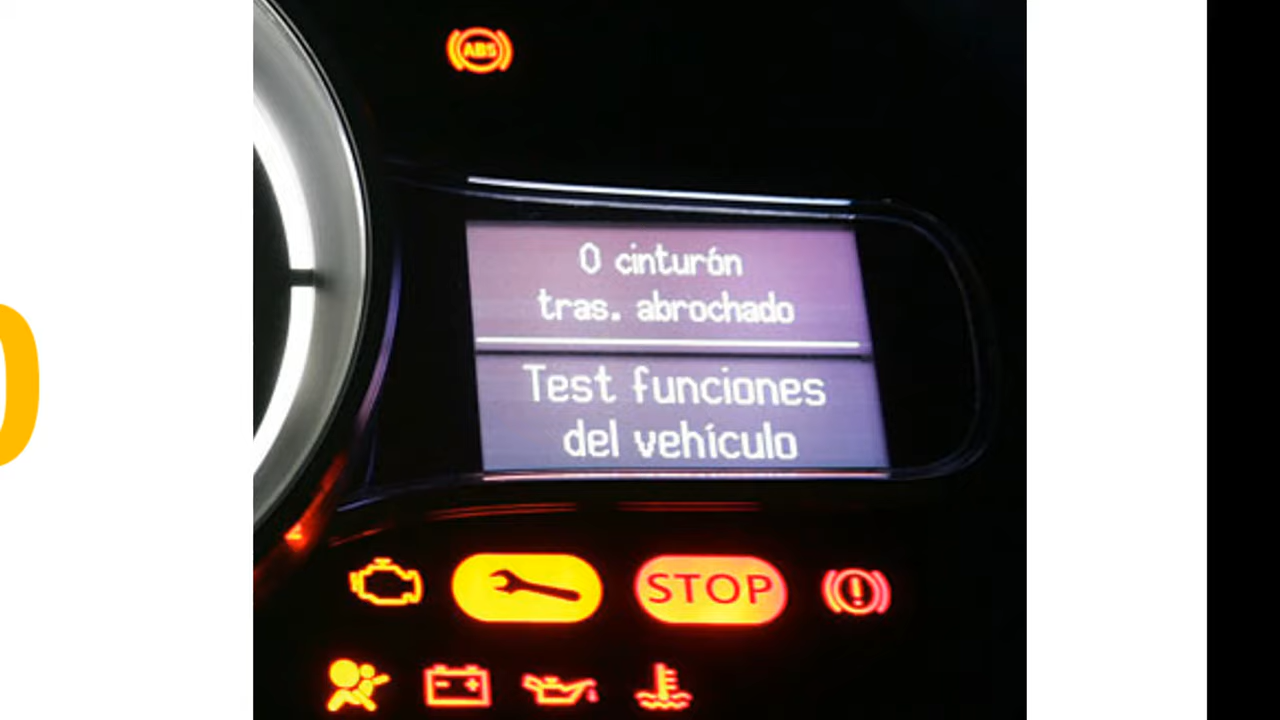 ABS
0 cinturón
tras. abrochado
Test funciones
del vehículo
STOP